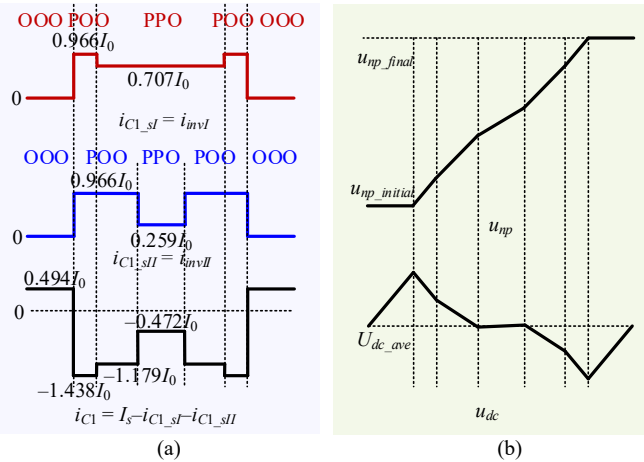 OOO POO PPO POO OOO
0.966I0
0.707I0
0
iC1_sI = iinvI
OOO POO PPO POO OOO
0.966I0
0
0.259I0
iC1_sII = iinvII
0.494I0
0
−0.472I0
−1.179I0
−1.438I0
iC1 = Is–iC1_sI–iC1_sII
(a)
unp_final
unp_initial
unp
Udc_ave
udc
(b)